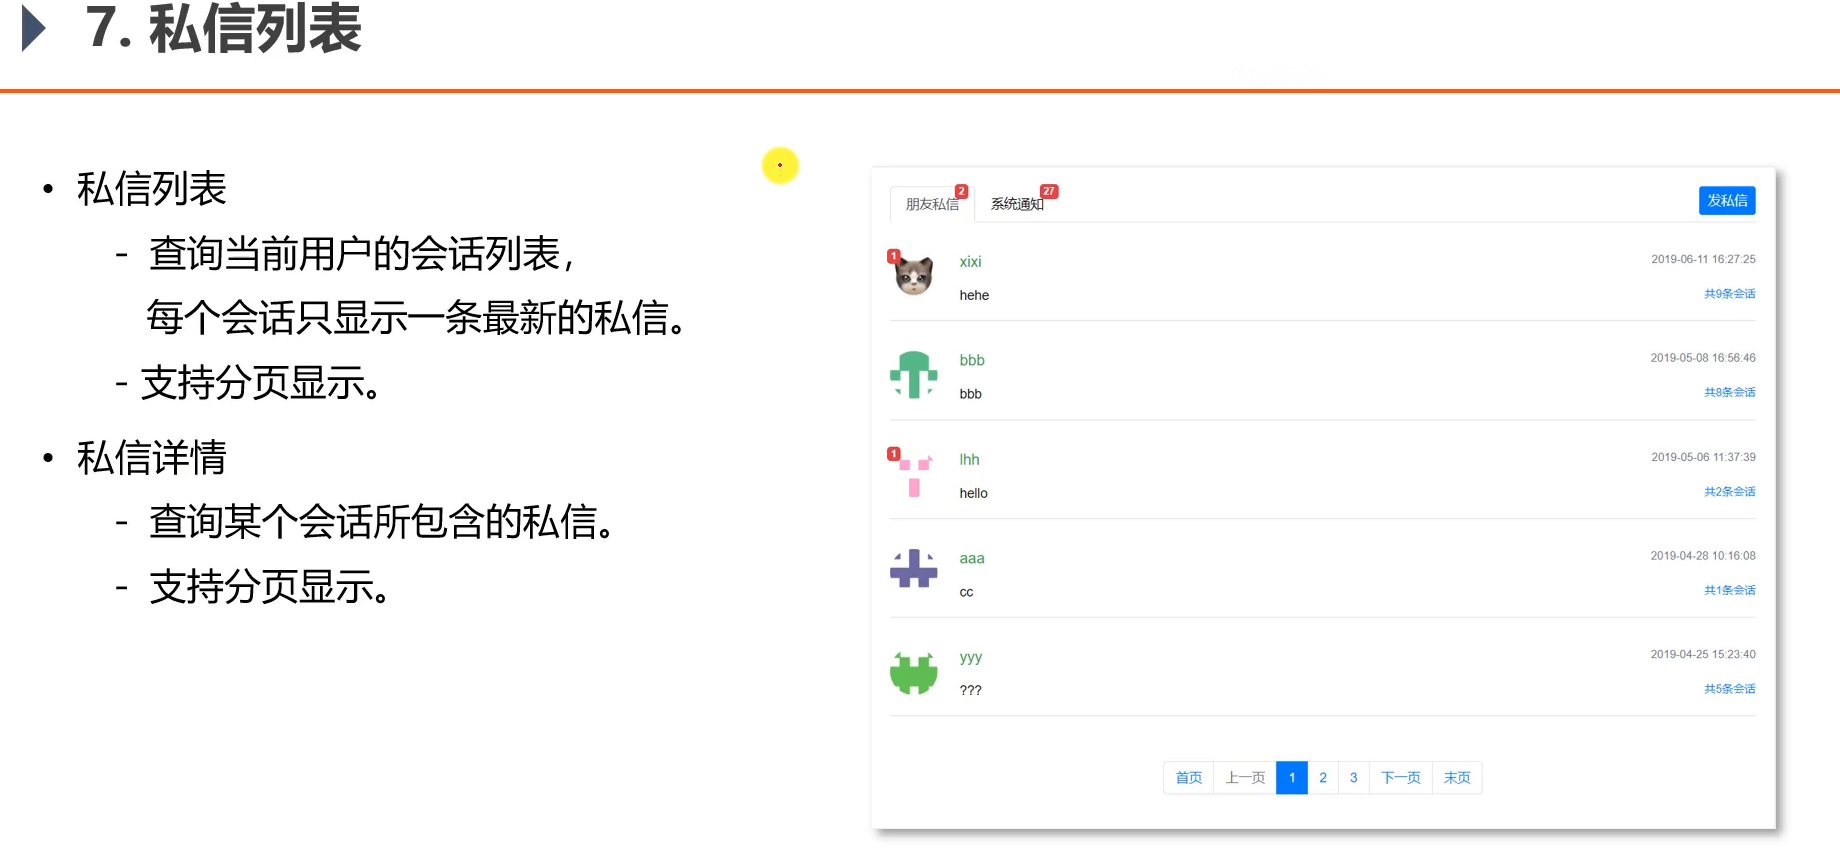 7. 私信列表
• 私信列表
- 查询当前用户的会话列表，
每个会话只显示一条最新的私信。
- 支持分页显示。
• 私信详情
- 查询某个会话所包含的私信。
- 支持分页显示。
朋友私信 2 系统通知 27 发私信
1 xixi 2019-06-11 16:27:25
hehe 共9条会话
bbb 2019-05-08 16:56:46
bbb 共8条会话
1 lhh 2019-05-06 11:37:39
hello 共2条会话
aaa 2019-04-28 10:16:08
cc 共1条会话
yyy 2019-04-25 15:23:40
??? 共5条会话
首页 上一页 1 2 3 下一页 末页